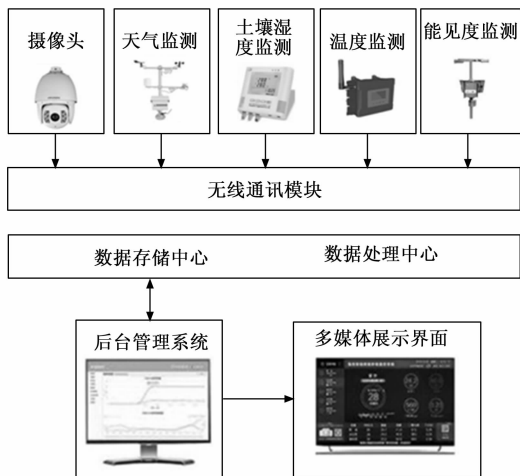 摄像头
天气监测
土壤湿
度监测
温度监测
能见度监测
无线通讯模块
数据存储中心
数据处理中心
后台管理系统
多媒体展示界面